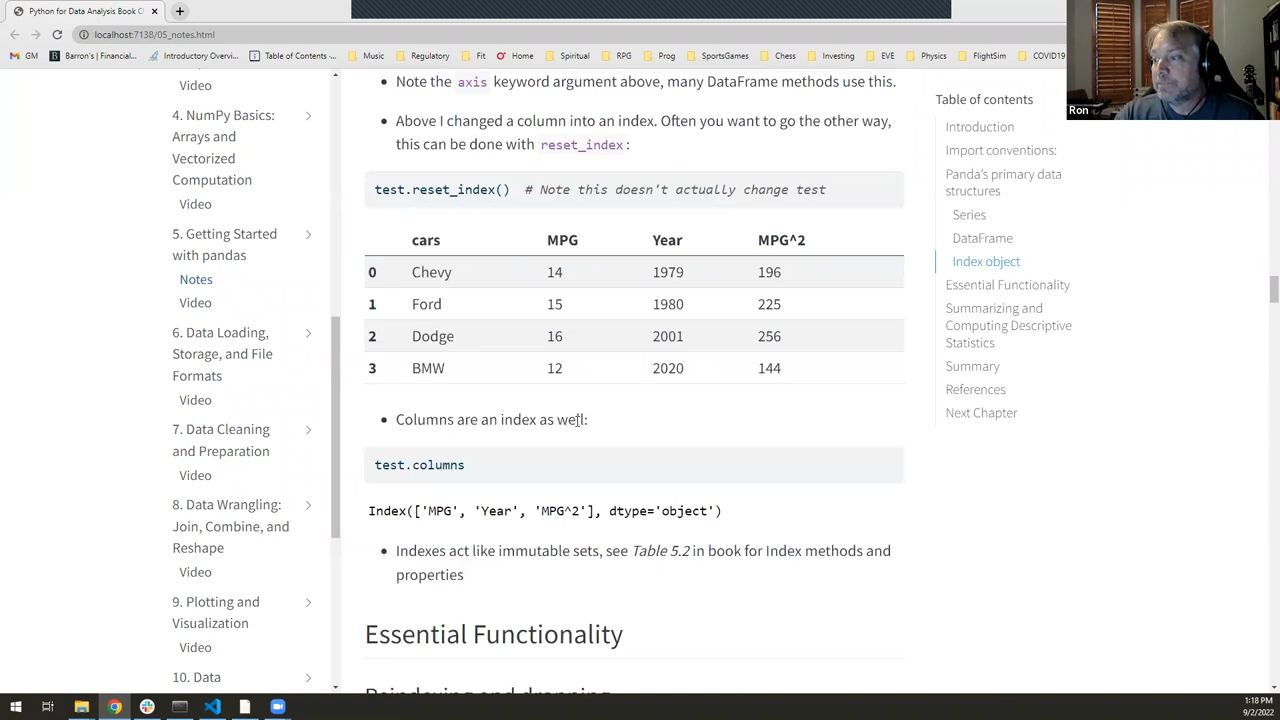 Python for Data Analysis Book Cl
localhost:7138/05_notes.html
GM
Barron's | Financial...
Introduction
Table of Contents...
Music
History
Home
RPG
SportsGames
Chess
Ions
EVE
Physics
FlightSim
COVID19
Ron
Video
4. NumPy Basics:
Arrays and
Vectorized
Computation
Video
5. Getting Started
with pandas
Notes
Video
6. Data Loading,
Storage, and File
Formats
Video
7. Data Cleaning
and Preparation
Video
8. Data Wrangling:
Join, Combine, and
Reshape
Video
9. Plotting and
Visualization
Video
10. Data
the axis keyword argument above, many DataFrame methods have this.
Above I changed a column into an index. Often you want to go the other way,
this can be done with reset_index:
test.reset_index() # Note this doesn't actually change test
cars MPG Year MPG^2
0 Chevy 14 1979 196
1 Ford 15 1980 225
2 Dodge 16 2001 256
3 BMW 12 2020 144
Columns are an index as well:
test.columns
Index(['MPG', 'Year', 'MPG^2'], dtype='object')
Indexes act like immutable sets, see Table 5.2 in book for Index methods and
properties
Essential Functionality
Reindexing and dropping
Table of contents
Introduction
Import conventions:
Panda's primary data
structures
Series
DataFrame
Index object
Essential Functionality
Summarizing and
Computing Descriptive
Statistics
Summary
References
Next Chapter
1:18 PM
9/2/2022